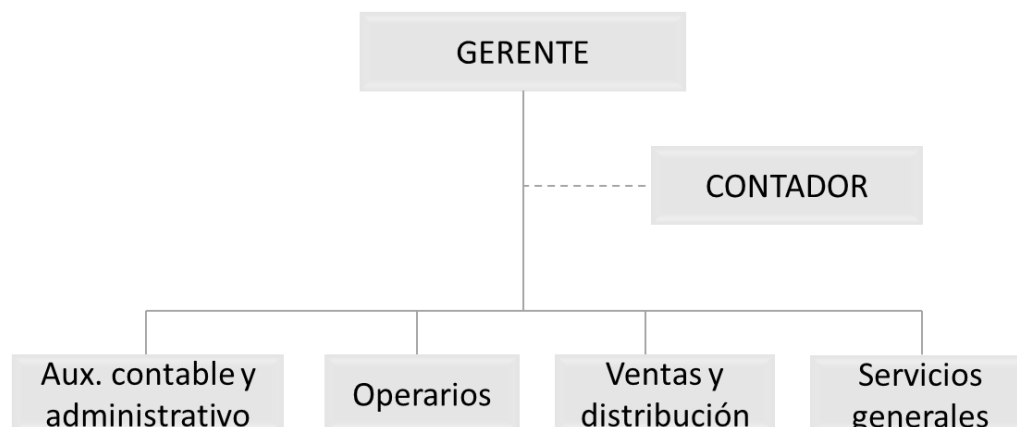 GERENTE
CONTADOR
Aux. contable y
administrativo
Operarios
Ventas y
distribución
Servicios
generales